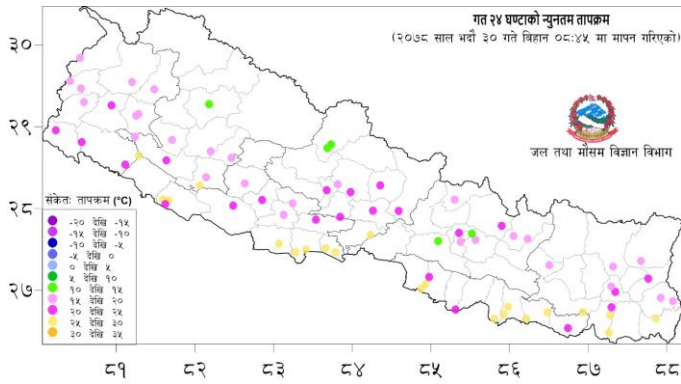 गत २४ घण्टाको न्युनतम तापक्रम
(२०७८ साल भदौ ३० गते बिहान ०८:४५ मा मापन गरिएको)
जल तथा मौसम विज्ञान विभाग
३०
२९
२८
२७
संकेतः तापक्रम (°C)
-२० देखि -१५
-१५ देखि -१०
-१० देखि -५
-५ देखि ०
० देखि ५
५ देखि १०
१० देखि १५
१५ देखि २०
२० देखि २५
२५ देखि ३०
३० देखि ३५
८१ ८२ ८३ ८४ ८५ ८६ ८७ ८८